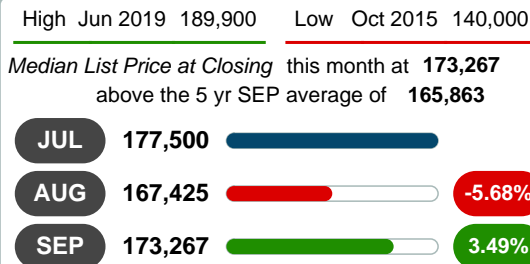 High Jun 2019 189,900 Low Oct 2015 140,000
Median List Price at Closing this month at 173,267
above the 5 yr SEP average of 165,863
JUL 177,500
AUG 167,425 -5.68%
SEP 173,267 3.49%